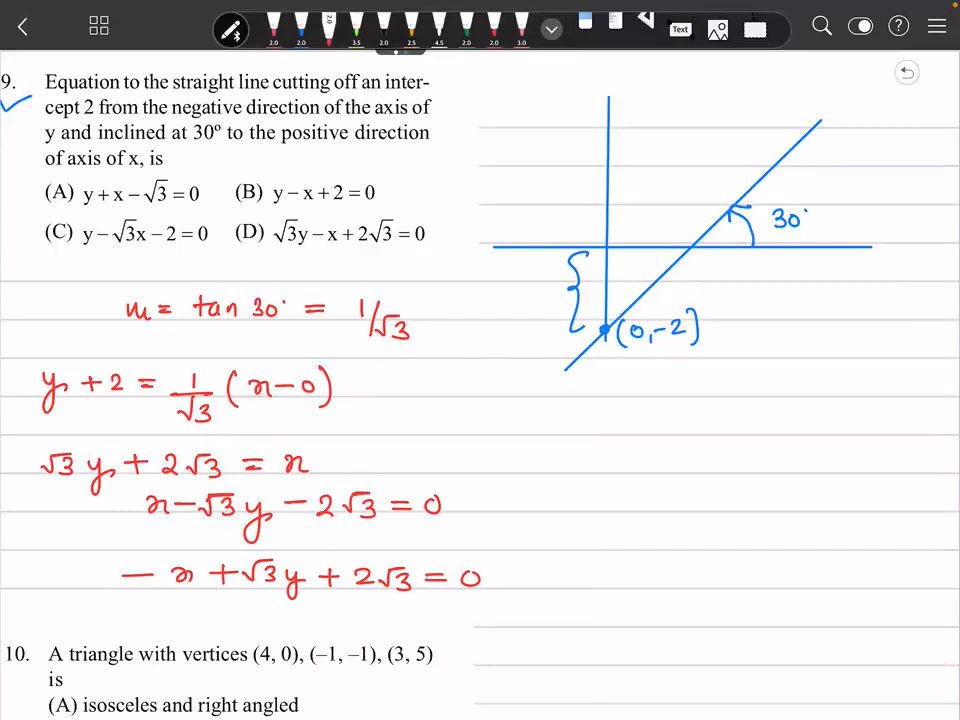 2.0 2.0 2.0 3.5 2.0 2.5 4.5 2.0 2.0 3.0 Text
9. Equation to the straight line cutting off an inter-
cept 2 from the negative direction of the axis of
y and inclined at 30º to the positive direction
of axis of x, is
(A) y + x − √3 = 0 (B) y − x + 2 = 0
(C) y − √3x − 2 = 0 (D) √3y − x + 2√3 = 0
30°
(0,-2)
m = tan 30° = 1/√3
y + 2 = 1/√3 (x − 0)
√3 y + 2√3 = x
x − √3 y − 2√3 = 0
− x + √3 y + 2√3 = 0
10. A triangle with vertices (4, 0), (–1, –1), (3, 5)
is
(A) isosceles and right angled